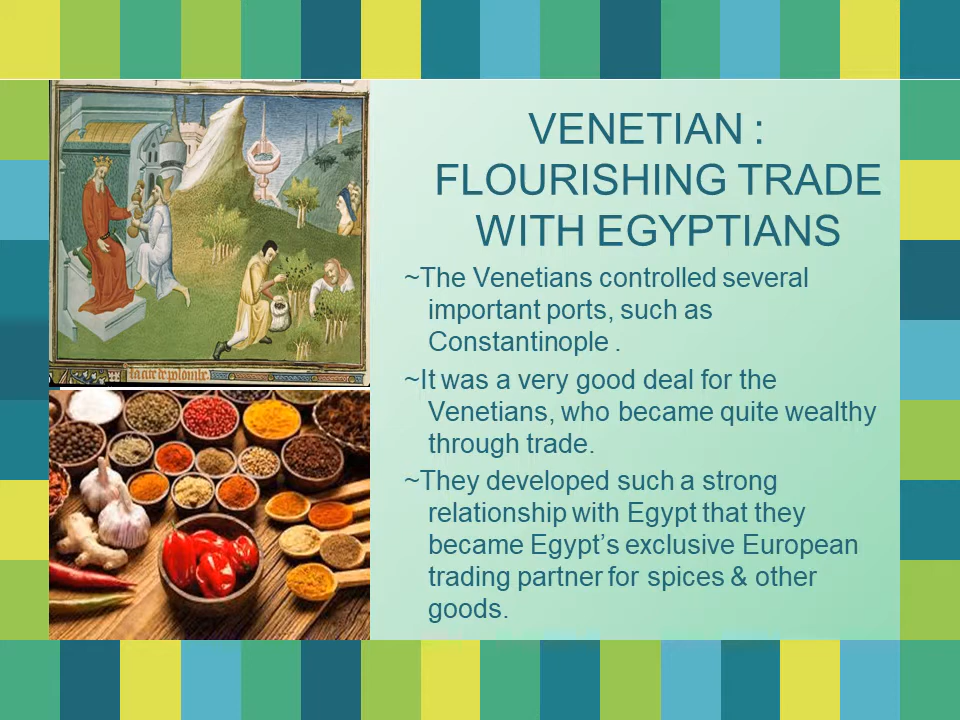 VENETIAN :
FLOURISHING TRADE
WITH EGYPTIANS
~The Venetians controlled several
important ports, such as
Constantinople .
~It was a very good deal for the
Venetians, who became quite wealthy
through trade.
~They developed such a strong
relationship with Egypt that they
became Egypt’s exclusive European
trading partner for spices & other
goods.